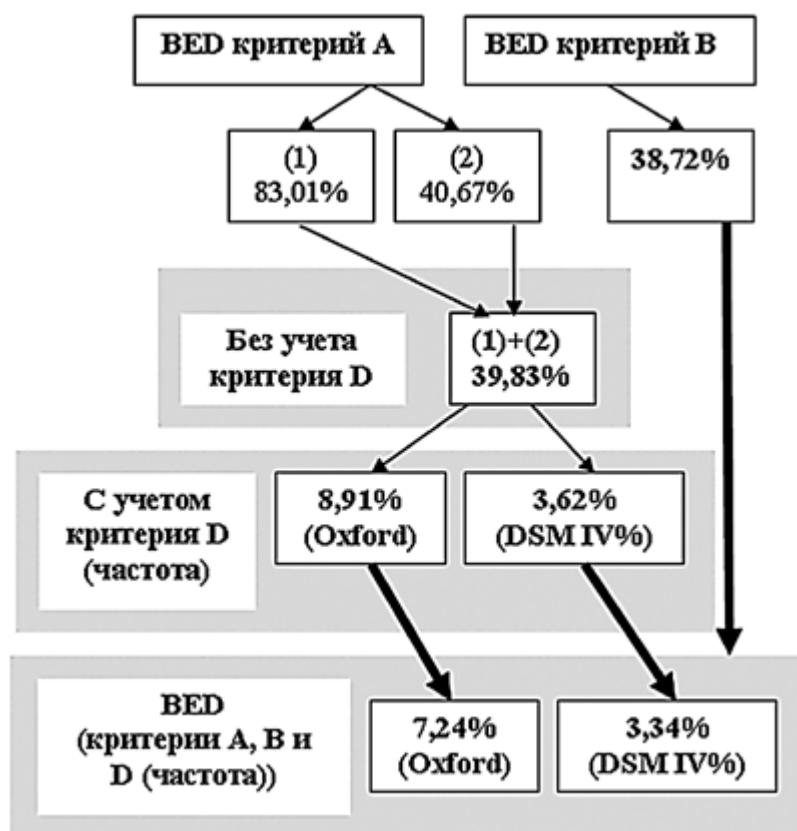 BED критерий A
BED критерий B
(1)
83,01%
(2)
40,67%
38,72%
Без учета
критерия D
(1)+(2)
39,83%
С учетом
критерия D
(частота)
8,91%
(Oxford)
3,62%
(DSM IV%)
BED
(критерии A, B и
D (частота))
7,24%
(Oxford)
3,34%
(DSM IV%)